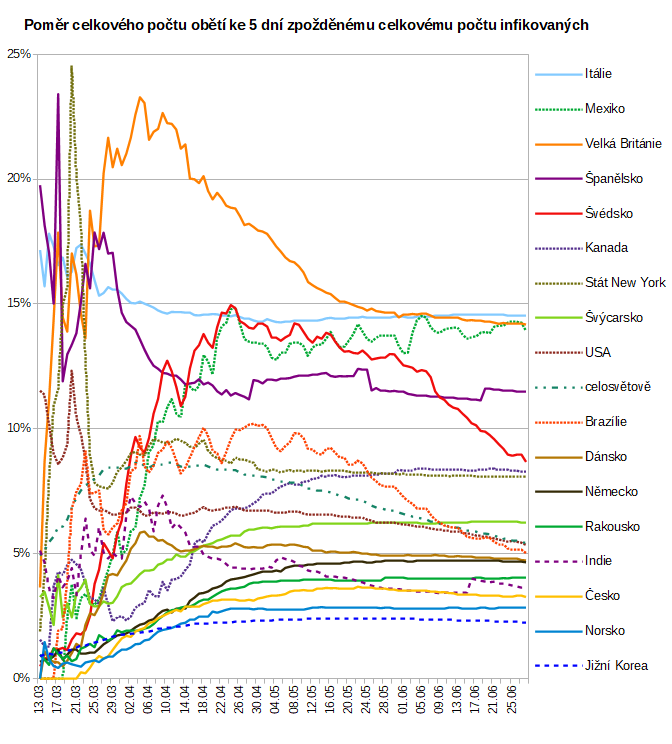 Poměr celkového počtu obětí ke 5 dní zpožděnému celkovému počtu infikovaných
25%
20%
15%
10%
5%
0%
13.03
17.03
21.03
25.03
29.03
02.04
06.04
10.04
14.04
18.04
22.04
26.04
30.04
04.05
08.05
12.05
16.05
20.05
24.05
28.05
01.06
05.06
09.06
13.06
17.06
21.06
25.06
Itálie
Mexiko
Velká Británie
Španělsko
Švédsko
Kanada
Stát New York
Švýcarsko
USA
celosvětově
Brazílie
Dánsko
Německo
Rakousko
Indie
Česko
Norsko
Jižní Korea